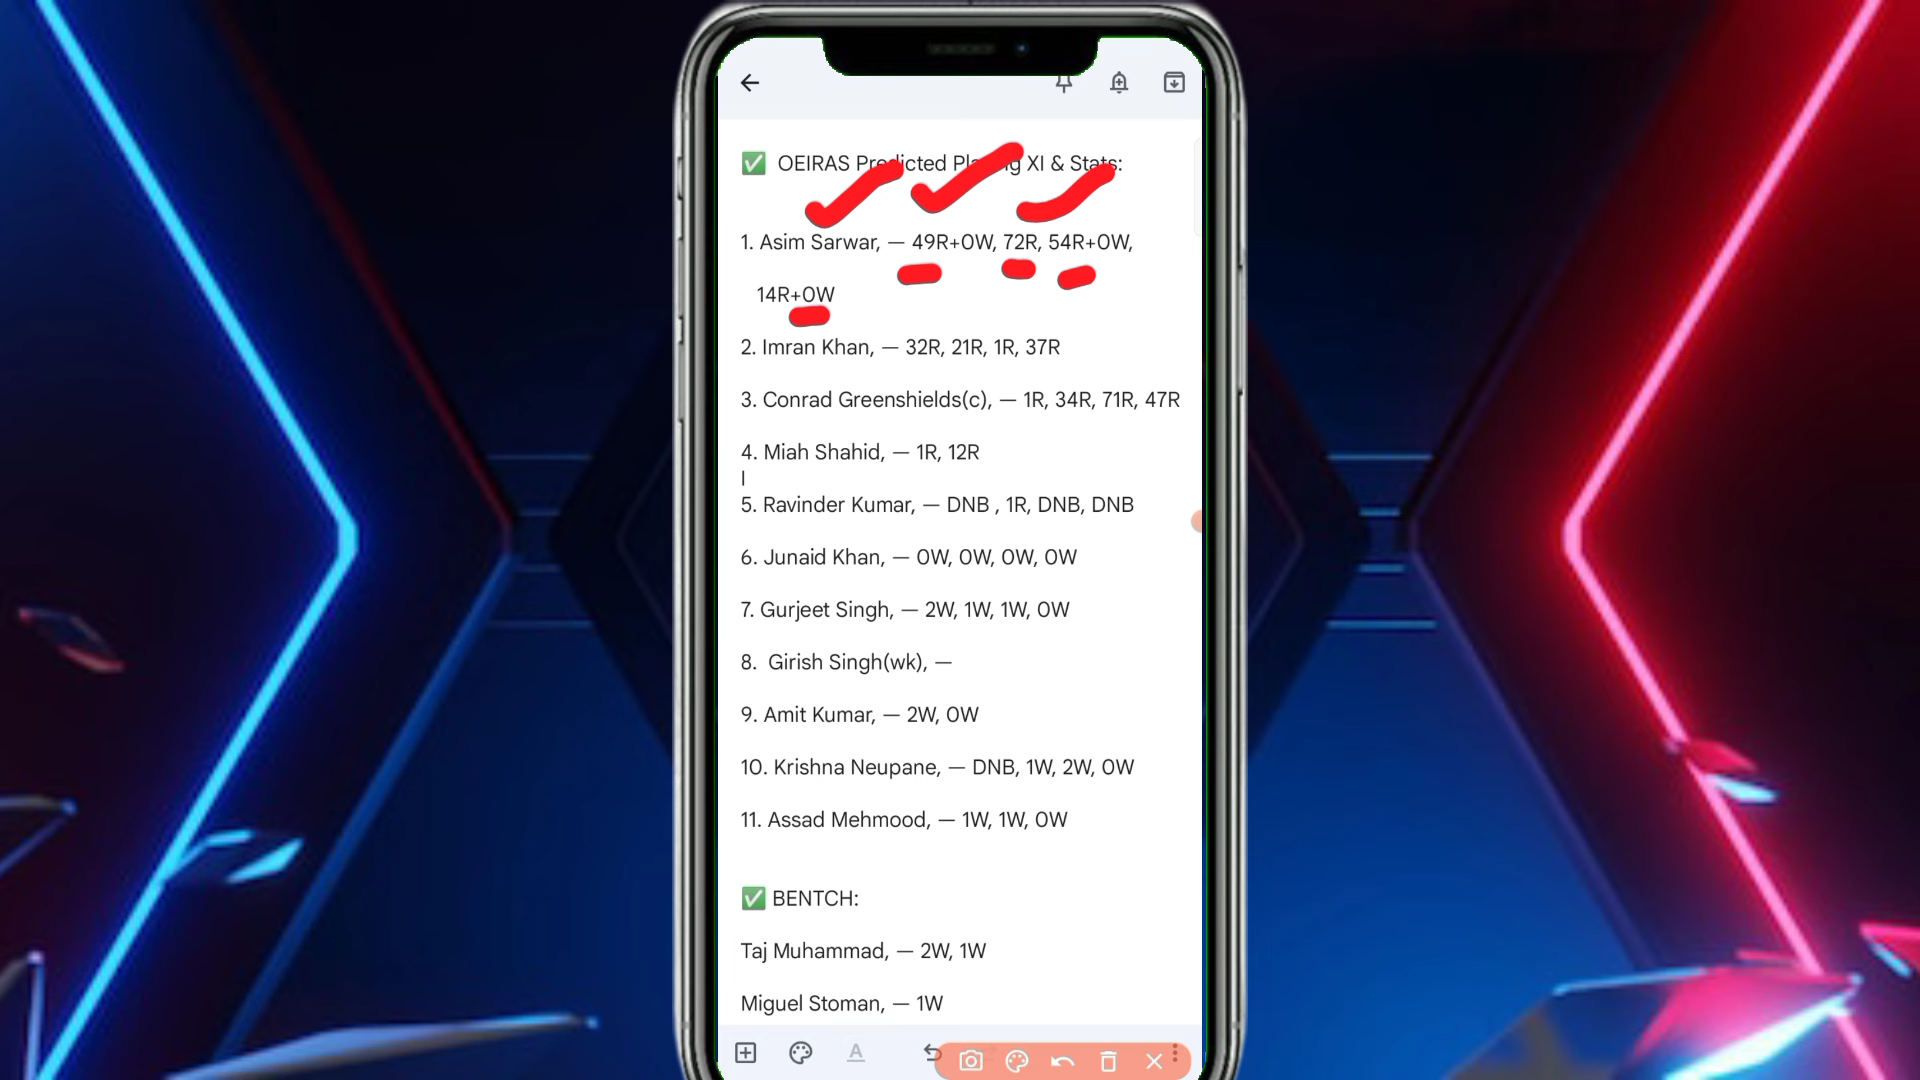 ✅ OEIRAS Predicted Playing XI & Stats:
1. Asim Sarwar, — 49R+0W, 72R, 54R+0W,
14R+0W
2. Imran Khan, — 32R, 21R, 1R, 37R
3. Conrad Greenshields(c), — 1R, 34R, 71R, 47R
4. Miah Shahid, — 1R, 12R
l
5. Ravinder Kumar, — DNB , 1R, DNB, DNB
6. Junaid Khan, — 0W, 0W, 0W, 0W
7. Gurjeet Singh, — 2W, 1W, 1W, 0W
8. Girish Singh(wk), —
9. Amit Kumar, — 2W, 0W
10. Krishna Neupane, — DNB, 1W, 2W, 0W
11. Assad Mehmood, — 1W, 1W, 0W
✅ BENTCH:
Taj Muhammad, — 2W, 1W
Miguel Stoman, — 1W
A